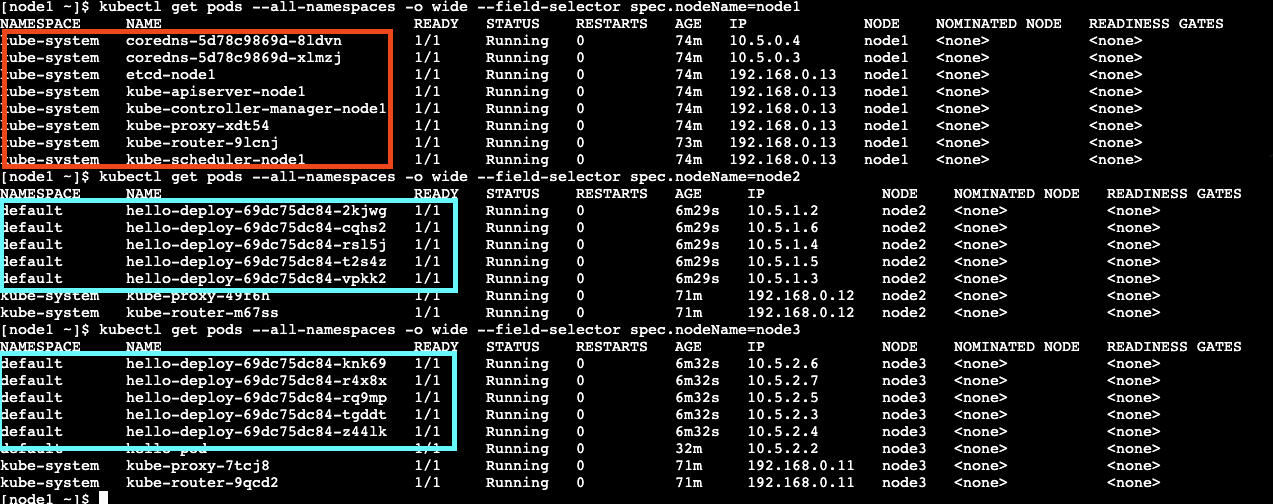 [node1 ~]$ kubectl get pods --all-namespaces -o wide --field-selector spec.nodeName=node1
NAMESPACE NAME READY STATUS RESTARTS AGE IP NODE NOMINATED NODE READINESS GATES
kube-system coredns-5d78c9869d-8ldvn 1/1 Running 0 74m 10.5.0.4 node1 <none> <none>
kube-system coredns-5d78c9869d-xlmzj 1/1 Running 0 74m 10.5.0.3 node1 <none> <none>
kube-system etcd-node1 1/1 Running 0 74m 192.168.0.13 node1 <none> <none>
kube-system kube-apiserver-node1 1/1 Running 0 74m 192.168.0.13 node1 <none> <none>
kube-system kube-controller-manager-node1 1/1 Running 0 74m 192.168.0.13 node1 <none> <none>
kube-system kube-proxy-xdt54 1/1 Running 0 74m 192.168.0.13 node1 <none> <none>
kube-system kube-router-9lcnj 1/1 Running 0 73m 192.168.0.13 node1 <none> <none>
kube-system kube-scheduler-node1 1/1 Running 0 74m 192.168.0.13 node1 <none> <none>
[node1 ~]$ kubectl get pods --all-namespaces -o wide --field-selector spec.nodeName=node2
NAMESPACE NAME READY STATUS RESTARTS AGE IP NODE NOMINATED NODE READINESS GATES
default hello-deploy-69dc75dc84-2kjwg 1/1 Running 0 6m29s 10.5.1.2 node2 <none> <none>
default hello-deploy-69dc75dc84-cqhs2 1/1 Running 0 6m29s 10.5.1.6 node2 <none> <none>
default hello-deploy-69dc75dc84-rsl5j 1/1 Running 0 6m29s 10.5.1.4 node2 <none> <none>
default hello-deploy-69dc75dc84-t2s4z 1/1 Running 0 6m29s 10.5.1.5 node2 <none> <none>
default hello-deploy-69dc75dc84-vpkk2 1/1 Running 0 6m29s 10.5.1.3 node2 <none> <none>
kube-system kube-proxy-49f6h 1/1 Running 0 71m 192.168.0.12 node2 <none> <none>
kube-system kube-router-m67ss 1/1 Running 0 71m 192.168.0.12 node2 <none> <none>
[node1 ~]$ kubectl get pods --all-namespaces -o wide --field-selector spec.nodeName=node3
NAMESPACE NAME READY STATUS RESTARTS AGE IP NODE NOMINATED NODE READINESS GATES
default hello-deploy-69dc75dc84-knk69 1/1 Running 0 6m32s 10.5.2.6 node3 <none> <none>
default hello-deploy-69dc75dc84-r4x8x 1/1 Running 0 6m32s 10.5.2.7 node3 <none> <none>
default hello-deploy-69dc75dc84-rq9mp 1/1 Running 0 6m32s 10.5.2.5 node3 <none> <none>
default hello-deploy-69dc75dc84-tgddt 1/1 Running 0 6m32s 10.5.2.3 node3 <none> <none>
default hello-deploy-69dc75dc84-z44lk 1/1 Running 0 6m32s 10.5.2.4 node3 <none> <none>
default hello-pod 1/1 Running 0 32m 10.5.2.2 node3 <none> <none>
kube-system kube-proxy-7tcj8 1/1 Running 0 71m 192.168.0.11 node3 <none> <none>
kube-system kube-router-9qcd2 1/1 Running 0 71m 192.168.0.11 node3 <none> <none>
[node1 ~]$